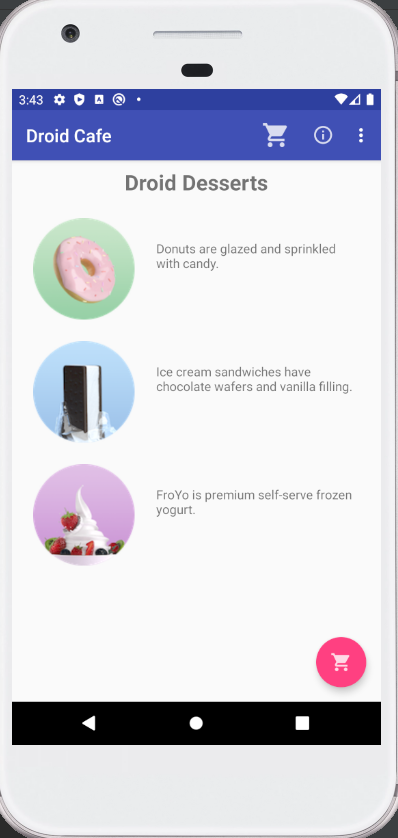 3:43
Droid Cafe
Droid Desserts
Donuts are glazed and sprinkled
with candy.
Ice cream sandwiches have
chocolate wafers and vanilla filling.
FroYo is premium self-serve frozen
yogurt.